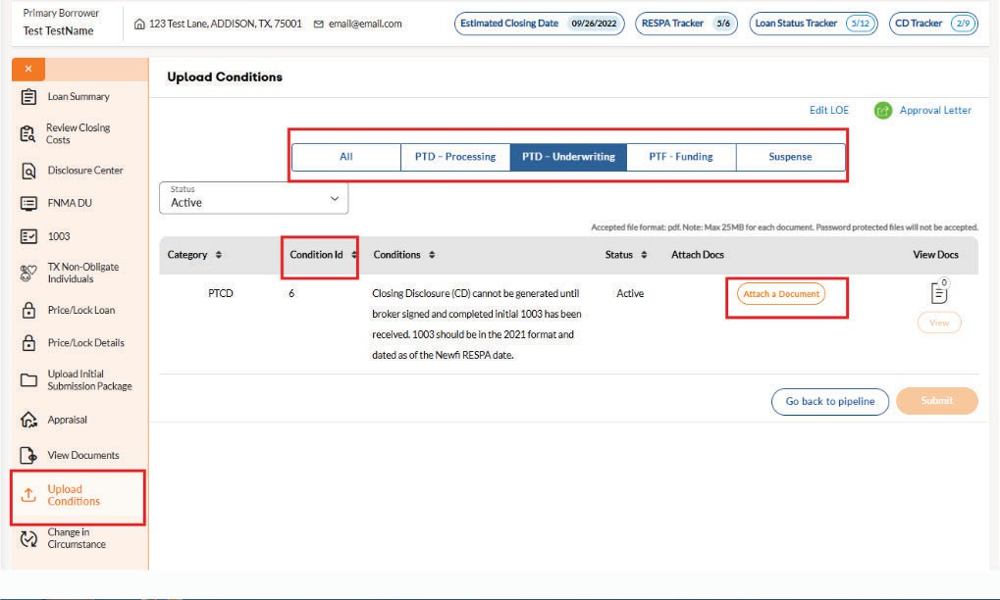 Primary Borrower
Test TestName
123 Test Lane, ADDISON, TX, 75001
email@email.com
Estimated Closing Date 09/26/2022
RESPA Tracker 5/6
Loan Status Tracker 5/12
CD Tracker 2/9
×
Loan Summary
Review Closing
Costs
Disclosure Center
FNMA DU
1003
TX Non-Obligate
Individuals
Price/Lock Loan
Price/Lock Details
Upload Initial
Submission Package
Appraisal
View Documents
Upload
Conditions
Change in
Circumstance
Upload Conditions
Edit LOE
Approval Letter
All
PTD – Processing
PTD – Underwriting
PTF - Funding
Suspense
Status
Active
Accepted file format: pdf. Note: Max 25MB for each document. Password protected files will not be accepted.
Category
Condition Id
Conditions
Status
Attach Docs
View Docs
PTCD
6
Closing Disclosure (CD) cannot be generated until
broker signed and completed initial 1003 has been
received. 1003 should be in the 2021 format and
dated as of the Newfi RESPA date.
Active
Attach a Document
0
View
Go back to pipeline
Submit